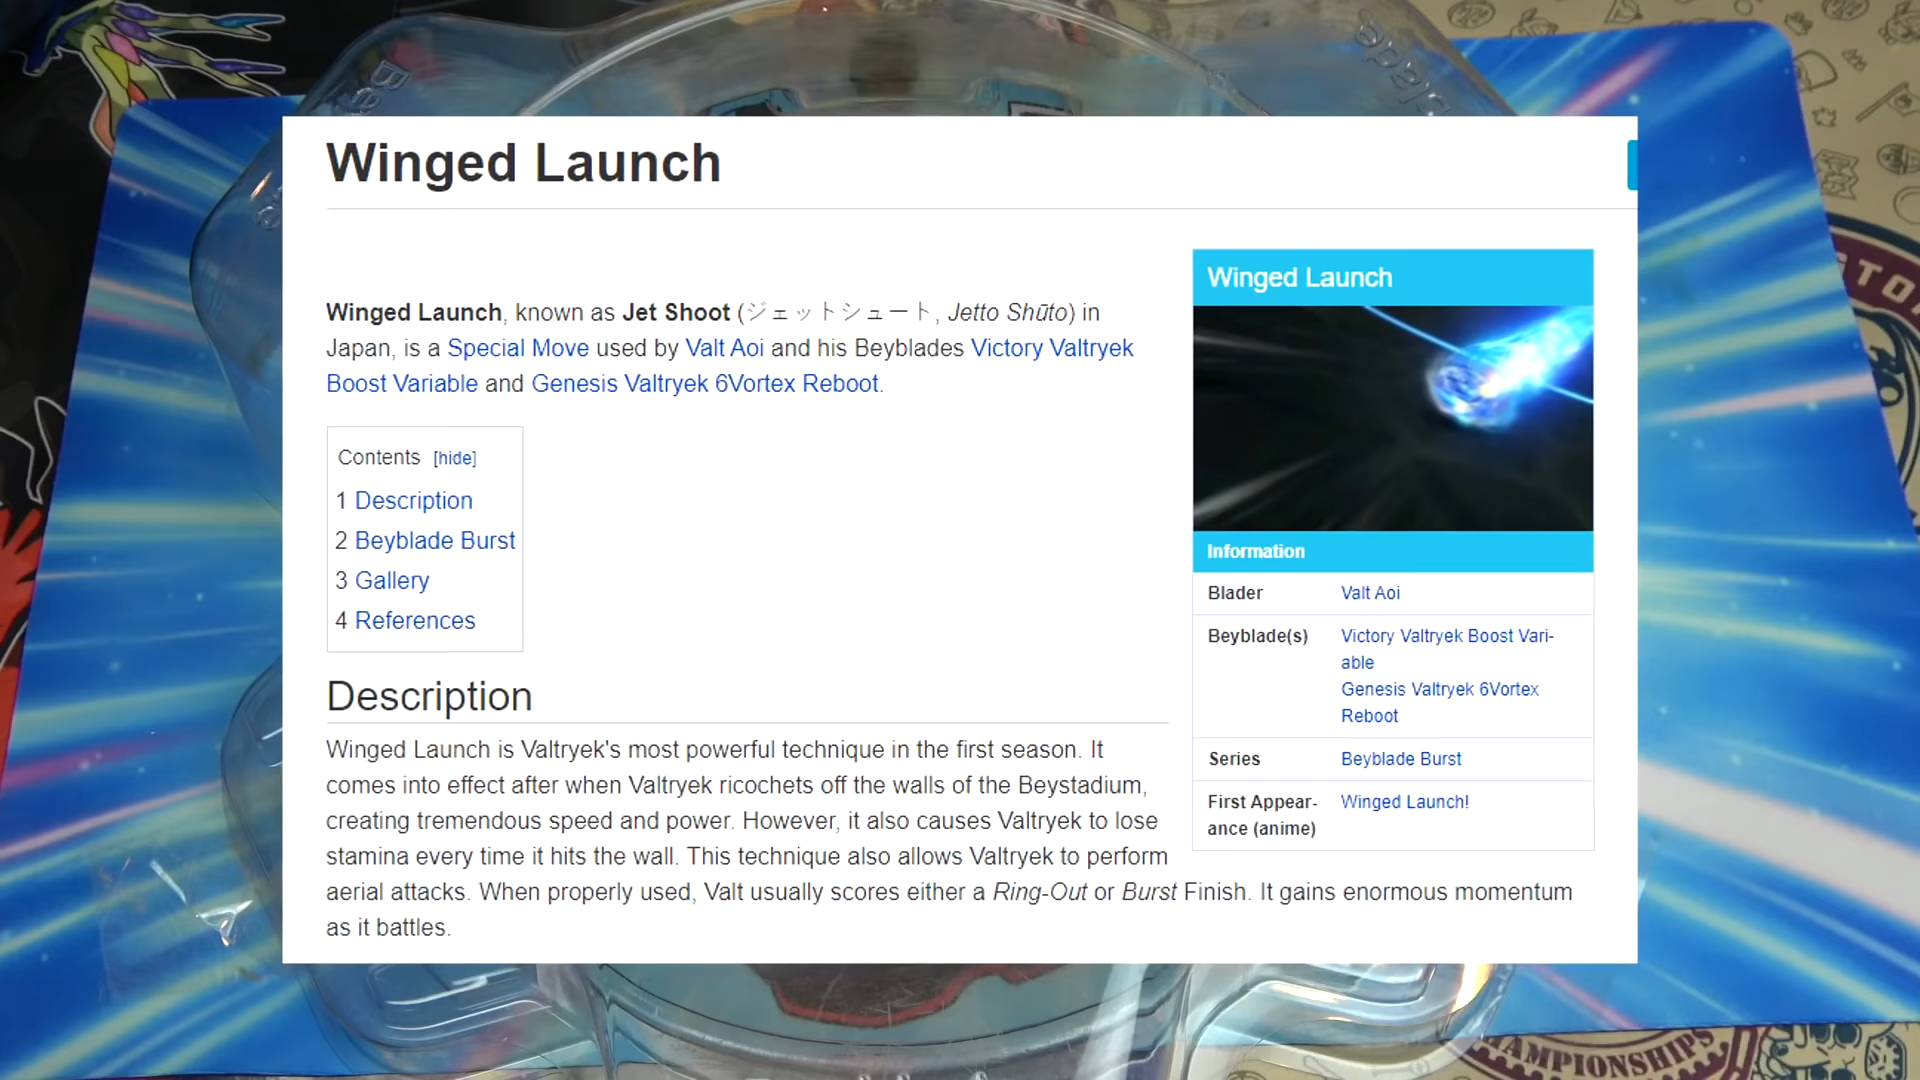 Winged Launch
Winged Launch, known as Jet Shoot (ジェットシュート, Jetto Shūto) in
Japan, is a Special Move used by Valt Aoi and his Beyblades Victory Valtryek
Boost Variable and Genesis Valtryek 6Vortex Reboot.
Contents [hide]
1 Description
2 Beyblade Burst
3 Gallery
4 References
Winged Launch
Information
Blader Valt Aoi
Beyblade(s) Victory Valtryek Boost Vari-
able
Genesis Valtryek 6Vortex
Reboot
Series Beyblade Burst
First Appear- Winged Launch!
ance (anime)
Description
Winged Launch is Valtryek's most powerful technique in the first season. It
comes into effect after when Valtryek ricochets off the walls of the Beystadium,
creating tremendous speed and power. However, it also causes Valtryek to lose
stamina every time it hits the wall. This technique also allows Valtryek to perform
aerial attacks. When properly used, Valt usually scores either a Ring-Out or Burst Finish. It gains enormous momentum
as it battles.
CHAMPIONSHIPS